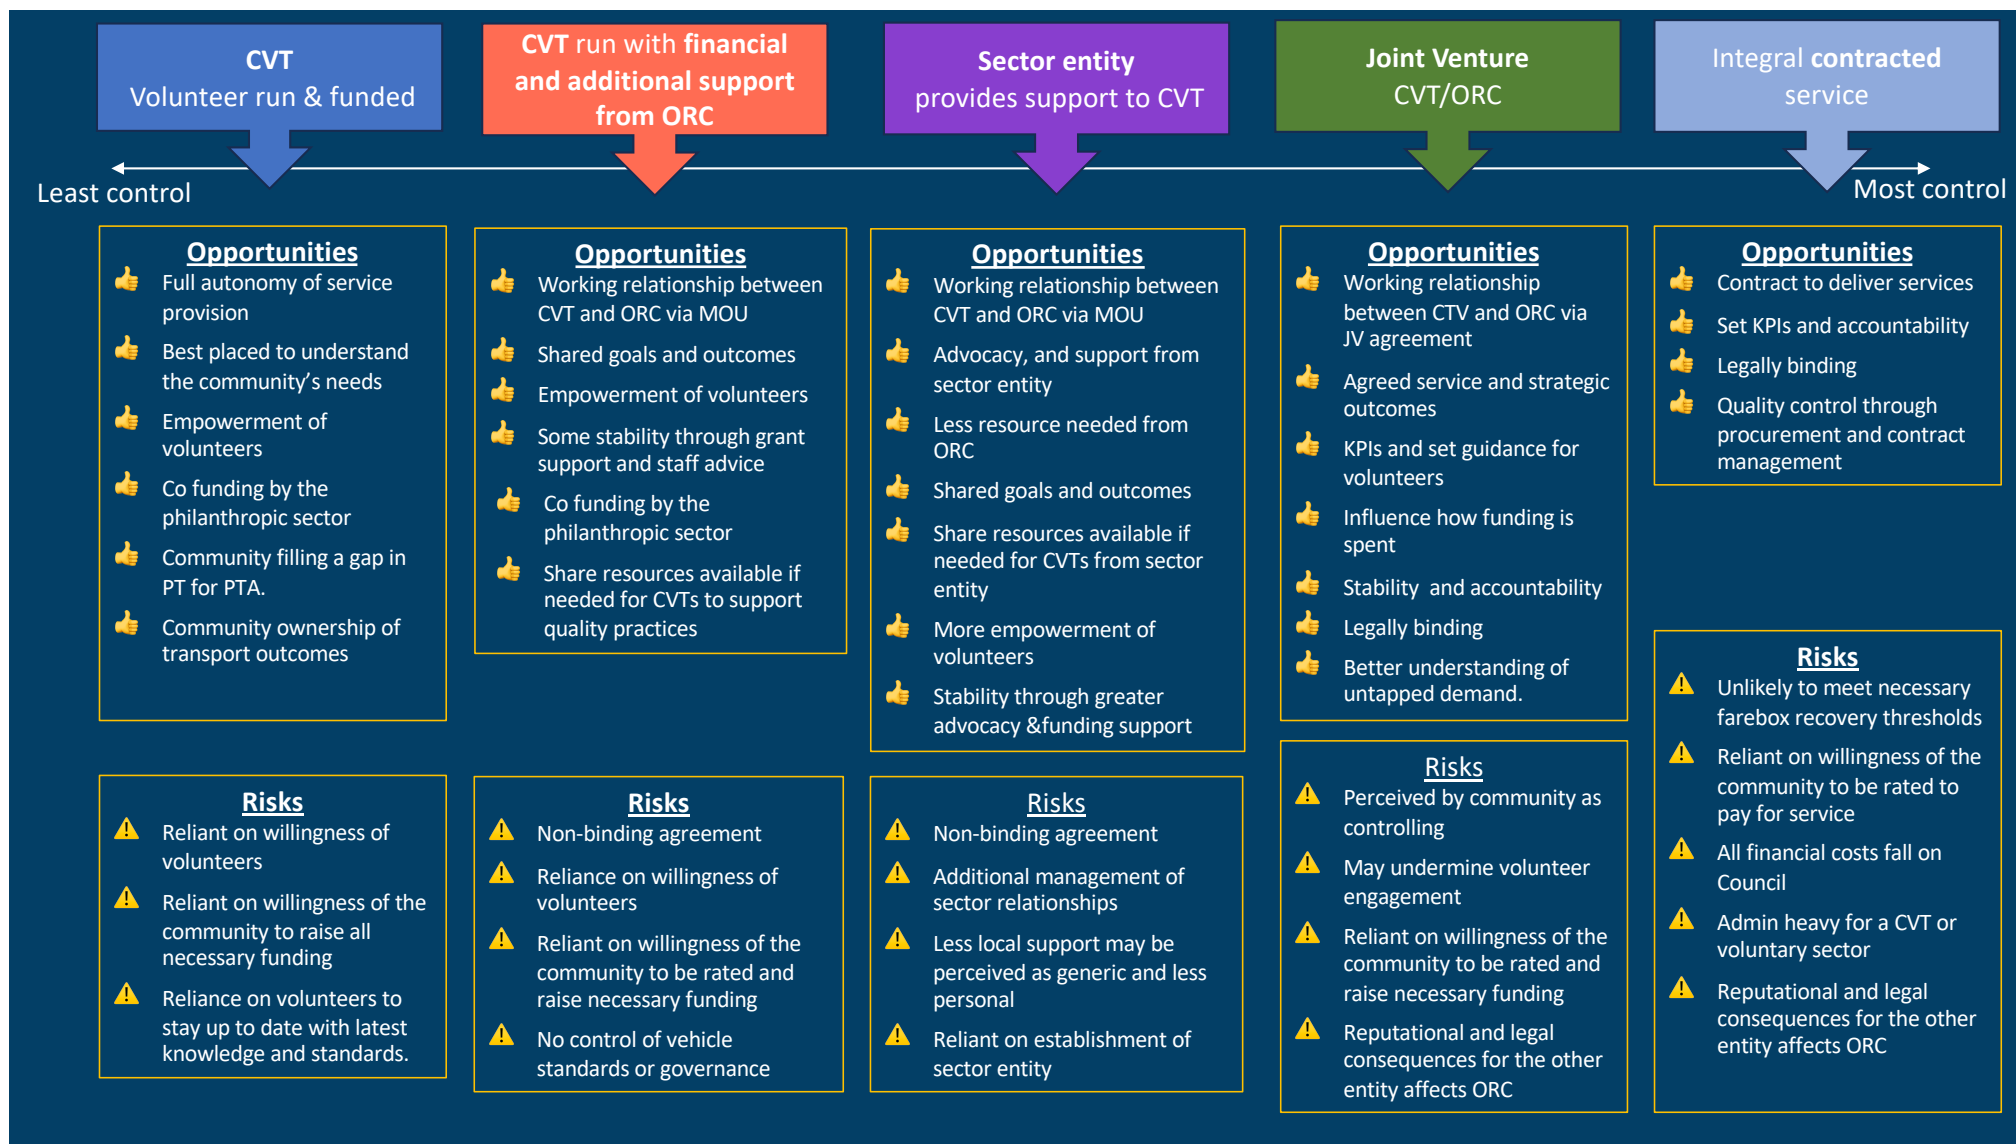 CVT
Volunteer run & funded
CVT run with financial
and additional support
from ORC
Sector entity
provides support to CVT
Joint Venture
CVT/ORC
Integral contracted
service
Least control
Most control
Opportunities
Full autonomy of service
provision
Best placed to understand
the community’s needs
Empowerment of
volunteers
Co funding by the
philanthropic sector
Community filling a gap in
PT for PTA.
Community ownership of
transport outcomes
Risks
Reliant on willingness of
volunteers
Reliant on willingness of the
community to raise all
necessary funding
Reliance on volunteers to
stay up to date with latest
knowledge and standards.
Opportunities
Working relationship between
CVT and ORC via MOU
Shared goals and outcomes
Empowerment of volunteers
Some stability through grant
support and staff advice
Co funding by the
philanthropic sector
Share resources available if
needed for CVTs to support
quality practices
Risks
Non-binding agreement
Reliance on willingness of
volunteers
Reliant on willingness of the
community to be rated and
raise necessary funding
No control of vehicle
standards or governance
Opportunities
Working relationship between
CVT and ORC via MOU
Advocacy, and support from
sector entity
Less resource needed from
ORC
Shared goals and outcomes
Share resources available if
needed for CVTs from sector
entity
More empowerment of
volunteers
Stability through greater
advocacy &funding support
Risks
Non-binding agreement
Additional management of
sector relationships
Less local support may be
perceived as generic and less
personal
Reliant on establishment of
sector entity
Opportunities
Working relationship
between CTV and ORC via
JV agreement
Agreed service and strategic
outcomes
KPIs and set guidance for
volunteers
Influence how funding is
spent
Stability and accountability
Legally binding
Better understanding of
untapped demand.
Risks
Perceived by community as
controlling
May undermine volunteer
engagement
Reliant on willingness of the
community to be rated and
raise necessary funding
Reputational and legal
consequences for the other
entity affects ORC
Opportunities
Contract to deliver services
Set KPIs and accountability
Legally binding
Quality control through
procurement and contract
management
Risks
Unlikely to meet necessary
farebox recovery thresholds
Reliant on willingness of the
community to be rated to
pay for service
All financial costs fall on
Council
Admin heavy for a CVT or
voluntary sector
Reputational and legal
consequences for the other
entity affects ORC